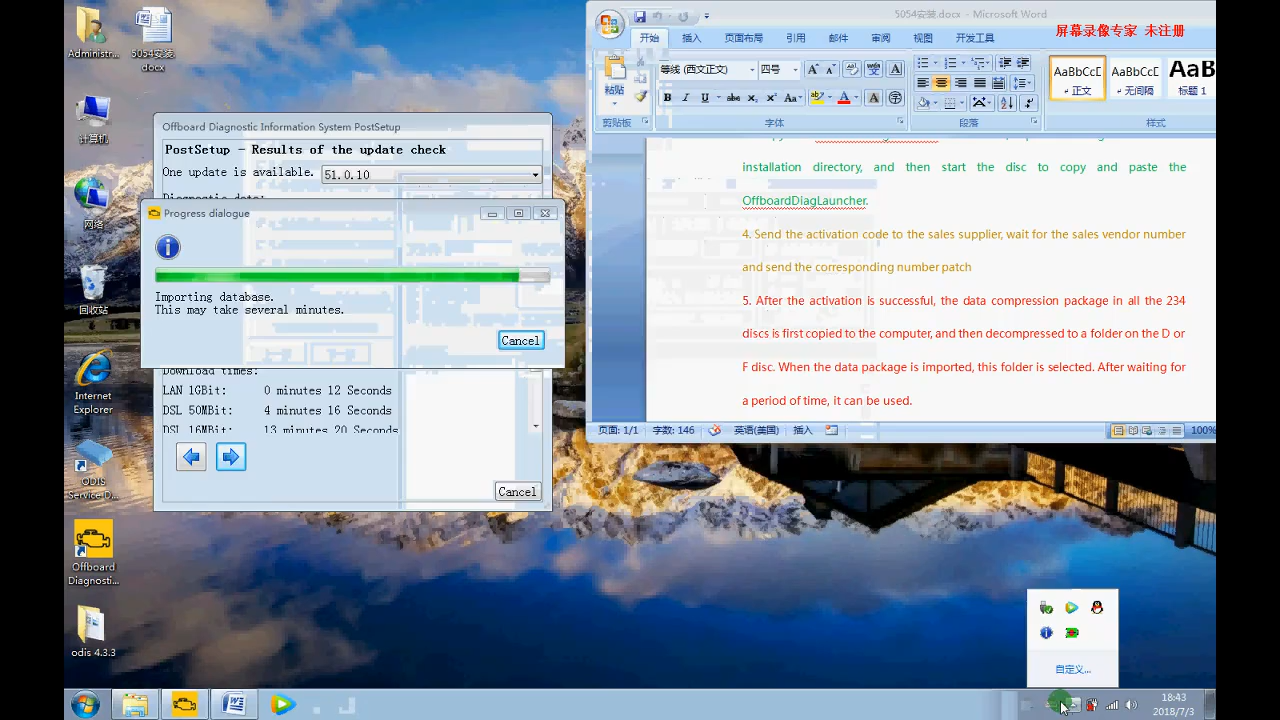 Administr...
5054安装.docx
计算机
网络
回收站
Internet Explorer
ODIS Service D...
Offboard Diagnosti...
odis 4.3.3
Offboard Diagnostic Information System PostSetup
PostSetup - Results of the update check
One update is available.
51.0.10
Progress dialogue
Importing database.
This may take several minutes.
Cancel
Download times:
LAN 1GBit: 0 minutes 12 Seconds
DSL 50MBit: 4 minutes 16 Seconds
DSL 16MBit: 13 minutes 20 Seconds
Cancel
5054安装.docx - Microsoft Word
屏幕录像专家 未注册
开始 插入 页面布局 引用 邮件 审阅 视图 开发工具
粘贴
等线 (西文正文) 四号
AaBbCcD AaBbCcD AaB
正文 无间隔 标题 1
剪贴板 字体 段落 样式
installation directory, and then start the disc to copy and paste the
OffboardDiagLauncher.
4. Send the activation code to the sales supplier, wait for the sales vendor number
and send the corresponding number patch
5. After the activation is successful, the data compression package in all the 234
discs is first copied to the computer, and then decompressed to a folder on the D or
F disc. When the data package is imported, this folder is selected. After waiting for
a period of time, it can be used.
页面: 1/1 字数: 146 英语(美国) 插入 100%
自定义...
18:43
2018/7/3